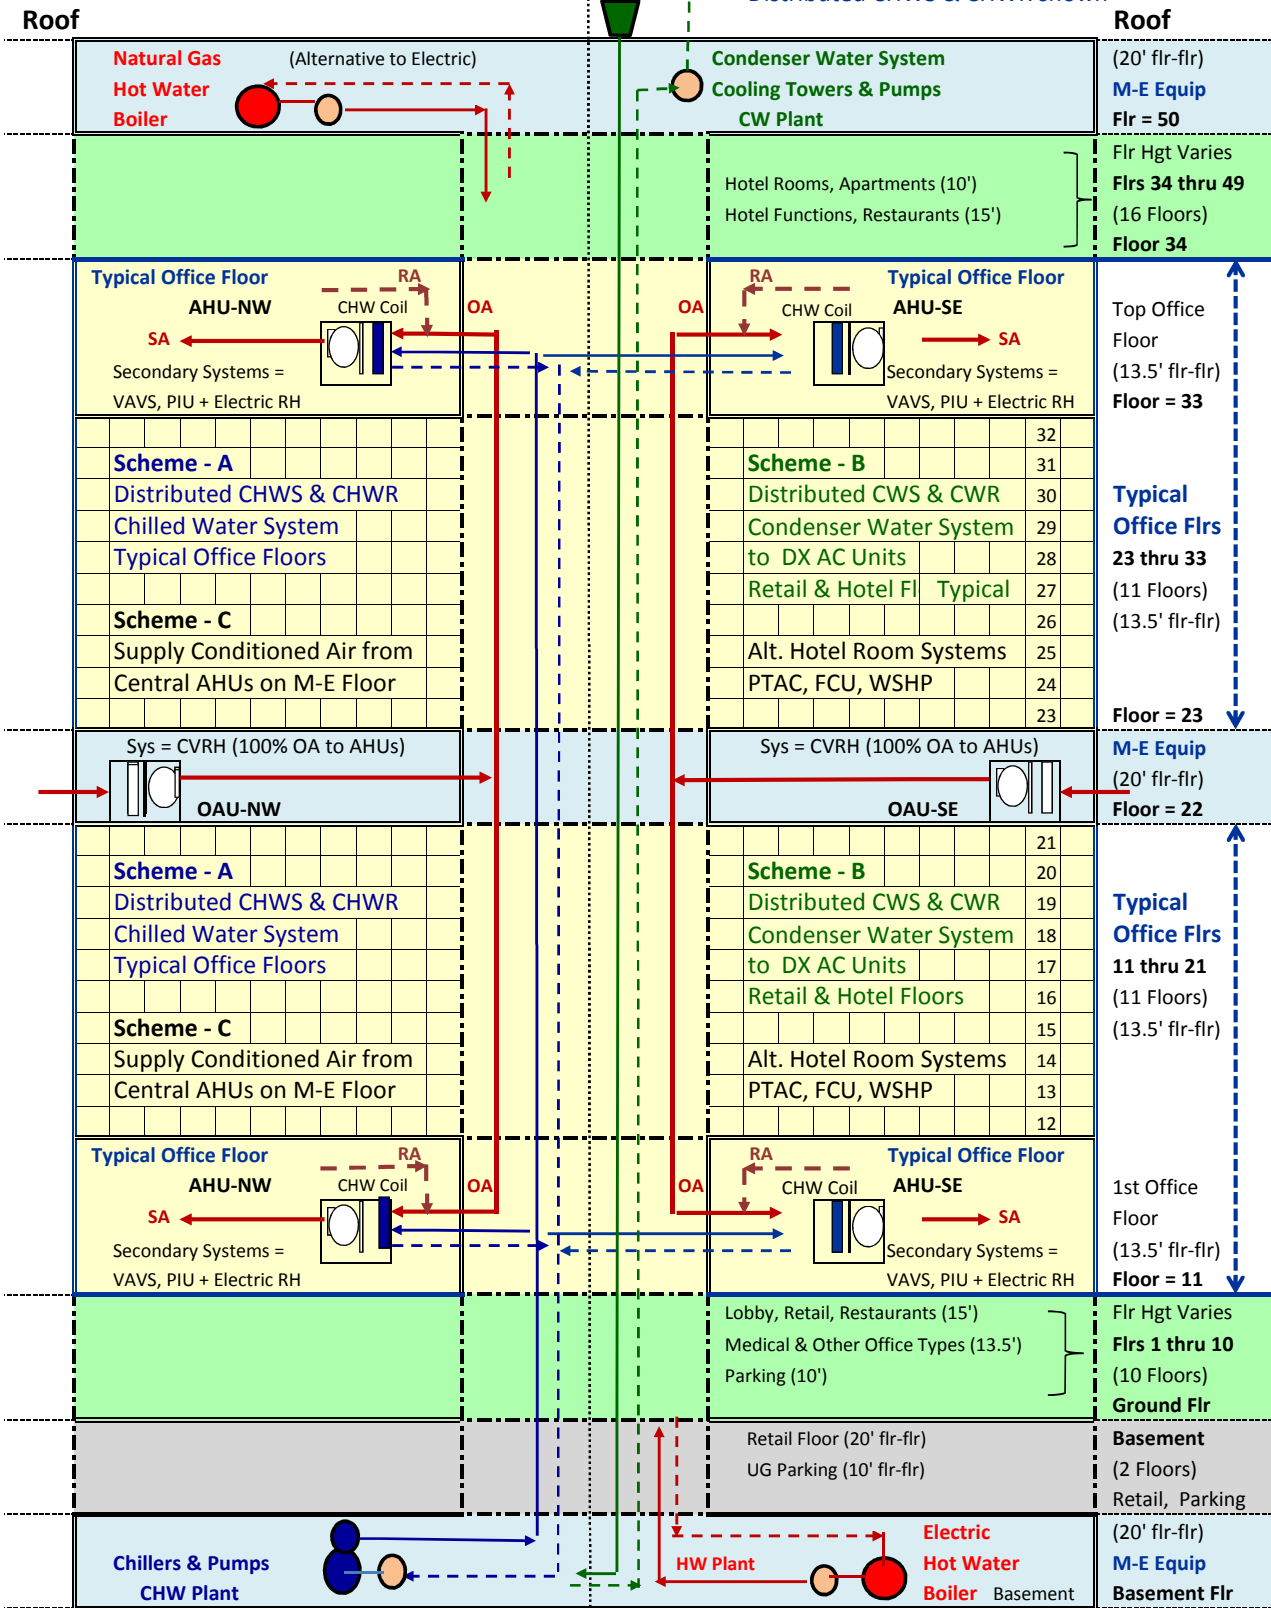 Roof
Roof
Natural Gas
(Alternative to Electric)
Hot Water
Boiler
Condenser Water System
Cooling Towers & Pumps
CW Plant
(20' flr-flr)
M-E Equip
Flr = 50
Hotel Rooms, Apartments (10')
Hotel Functions, Restaurants (15')
Flr Hgt Varies
Flrs 34 thru 49
(16 Floors)
Floor 34
Typical Office Floor
RA
AHU-NW
CHW Coil
OA
SA
Secondary Systems =
VAVS, PIU + Electric RH
RA
Typical Office Floor
OA
CHW Coil
AHU-SE
SA
Secondary Systems =
VAVS, PIU + Electric RH
Top Office
Floor
(13.5' flr-flr)
Floor = 33
Scheme - A
Distributed CHWS & CHWR
Chilled Water System
Typical Office Floors
Scheme - C
Supply Conditioned Air from
Central AHUs on M-E Floor
32
Scheme - B 31
Distributed CWS & CWR 30
Condenser Water System 29
to DX AC Units 28
Retail & Hotel Fl Typical 27
26
Alt. Hotel Room Systems 25
PTAC, FCU, WSHP 24
23
Typical
Office Flrs
23 thru 33
(11 Floors)
(13.5' flr-flr)
Floor = 23
Sys = CVRH (100% OA to AHUs)
OAU-NW
Sys = CVRH (100% OA to AHUs)
OAU-SE
M-E Equip
(20' flr-flr)
Floor = 22
Scheme - A
Distributed CHWS & CHWR
Chilled Water System
Typical Office Floors
Scheme - C
Supply Conditioned Air from
Central AHUs on M-E Floor
21
Scheme - B 20
Distributed CWS & CWR 19
Condenser Water System 18
to DX AC Units 17
Retail & Hotel Floors 16
15
Alt. Hotel Room Systems 14
PTAC, FCU, WSHP 13
12
Typical
Office Flrs
11 thru 21
(11 Floors)
(13.5' flr-flr)
Typical Office Floor
RA
AHU-NW
CHW Coil
OA
SA
Secondary Systems =
VAVS, PIU + Electric RH
RA
Typical Office Floor
OA
CHW Coil
AHU-SE
SA
Secondary Systems =
VAVS, PIU + Electric RH
1st Office
Floor
(13.5' flr-flr)
Floor = 11
Lobby, Retail, Restaurants (15')
Medical & Other Office Types (13.5')
Parking (10')
Flr Hgt Varies
Flrs 1 thru 10
(10 Floors)
Ground Flr
Retail Floor (20' flr-flr)
UG Parking (10' flr-flr)
Basement
(2 Floors)
Retail, Parking
Chillers & Pumps
CHW Plant
HW Plant
Electric
Hot Water
Boiler Basement
(20' flr-flr)
M-E Equip
Basement Flr